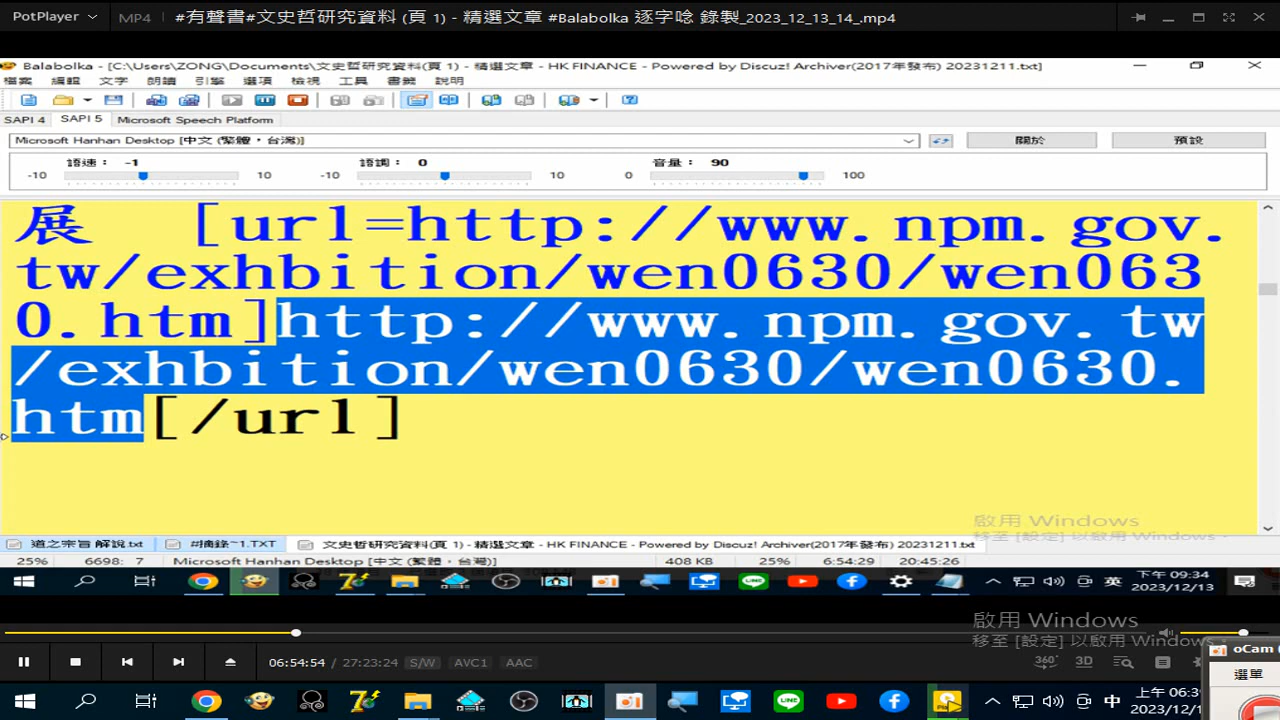 PotPlayer
MP4
#有聲書#文史哲研究資料 (頁 1) - 精選文章 #Balabolka 逐字唸 錄製_2023_12_13_14_.mp4
Balabolka - [C:\Users\ZONG\Documents\文史哲研究資料(頁 1) - 精選文章 - HK FINANCE - Powered by Discuz! Archiver(2017年發布) 20231211.txt]
檔案 編輯 文字 朗讀 引擎 選項 檢視 工具 書籤 說明
SAPI 4 SAPI 5 Microsoft Speech Platform
Microsoft Hanhan Desktop [中文 (繁體，台灣)]
關於 預設
語速： -1 語調： 0 音量： 90
-10 10 -10 10 0 100
展 [url=http://www.npm.gov.
tw/exhbition/wen0630/wen063
0.htm]http://www.npm.gov.tw
/exhbition/wen0630/wen0630.
htm[/url]
啟用 Windows
道之宗旨 解說.txt #摘錄~1.TXT 文史哲研究資料(頁 1) - 精選文章 - HK FINANCE - Powered by Discuz! Archiver(2017年發布) 20231211.txt
25% 6698: 7 Microsoft Hanhan Desktop [中文 (繁體，台灣)] 408 KB 25% 6:54:29 20:45:26
英 下午 09:34
2023/12/13
啟用 Windows
移至 [設定] 以啟用 Windows
06:54:54 / 27:23:24 S/W AVC1 AAC
360° 3D
oCam
選單
中 上午 06:39
2023/12/1